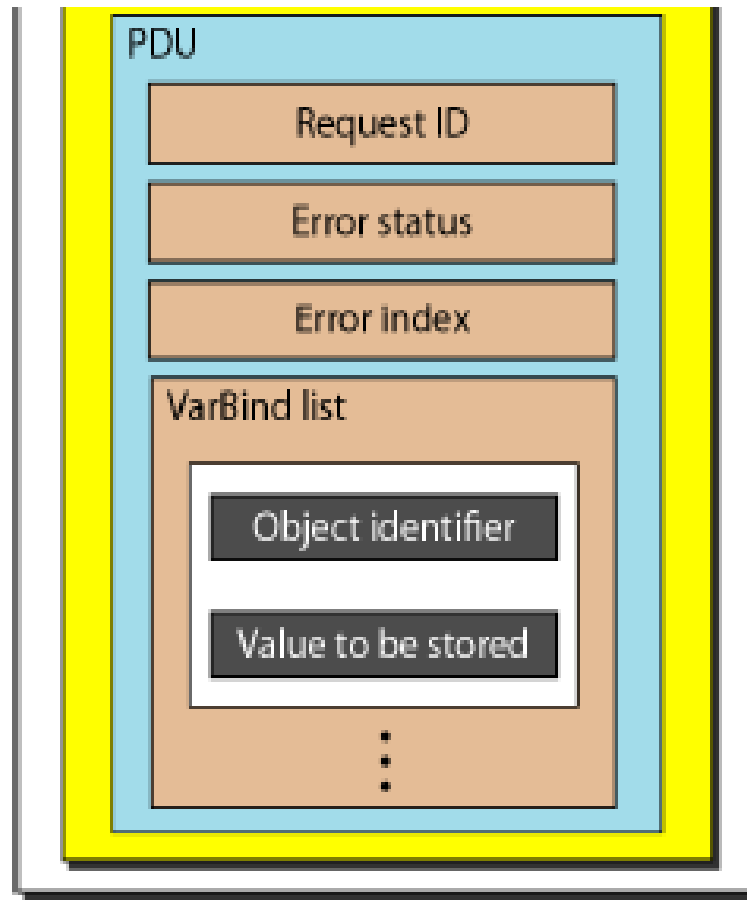 PDU
Request ID
Error status
Error index
VarBind list
Object identifier
Value to be stored